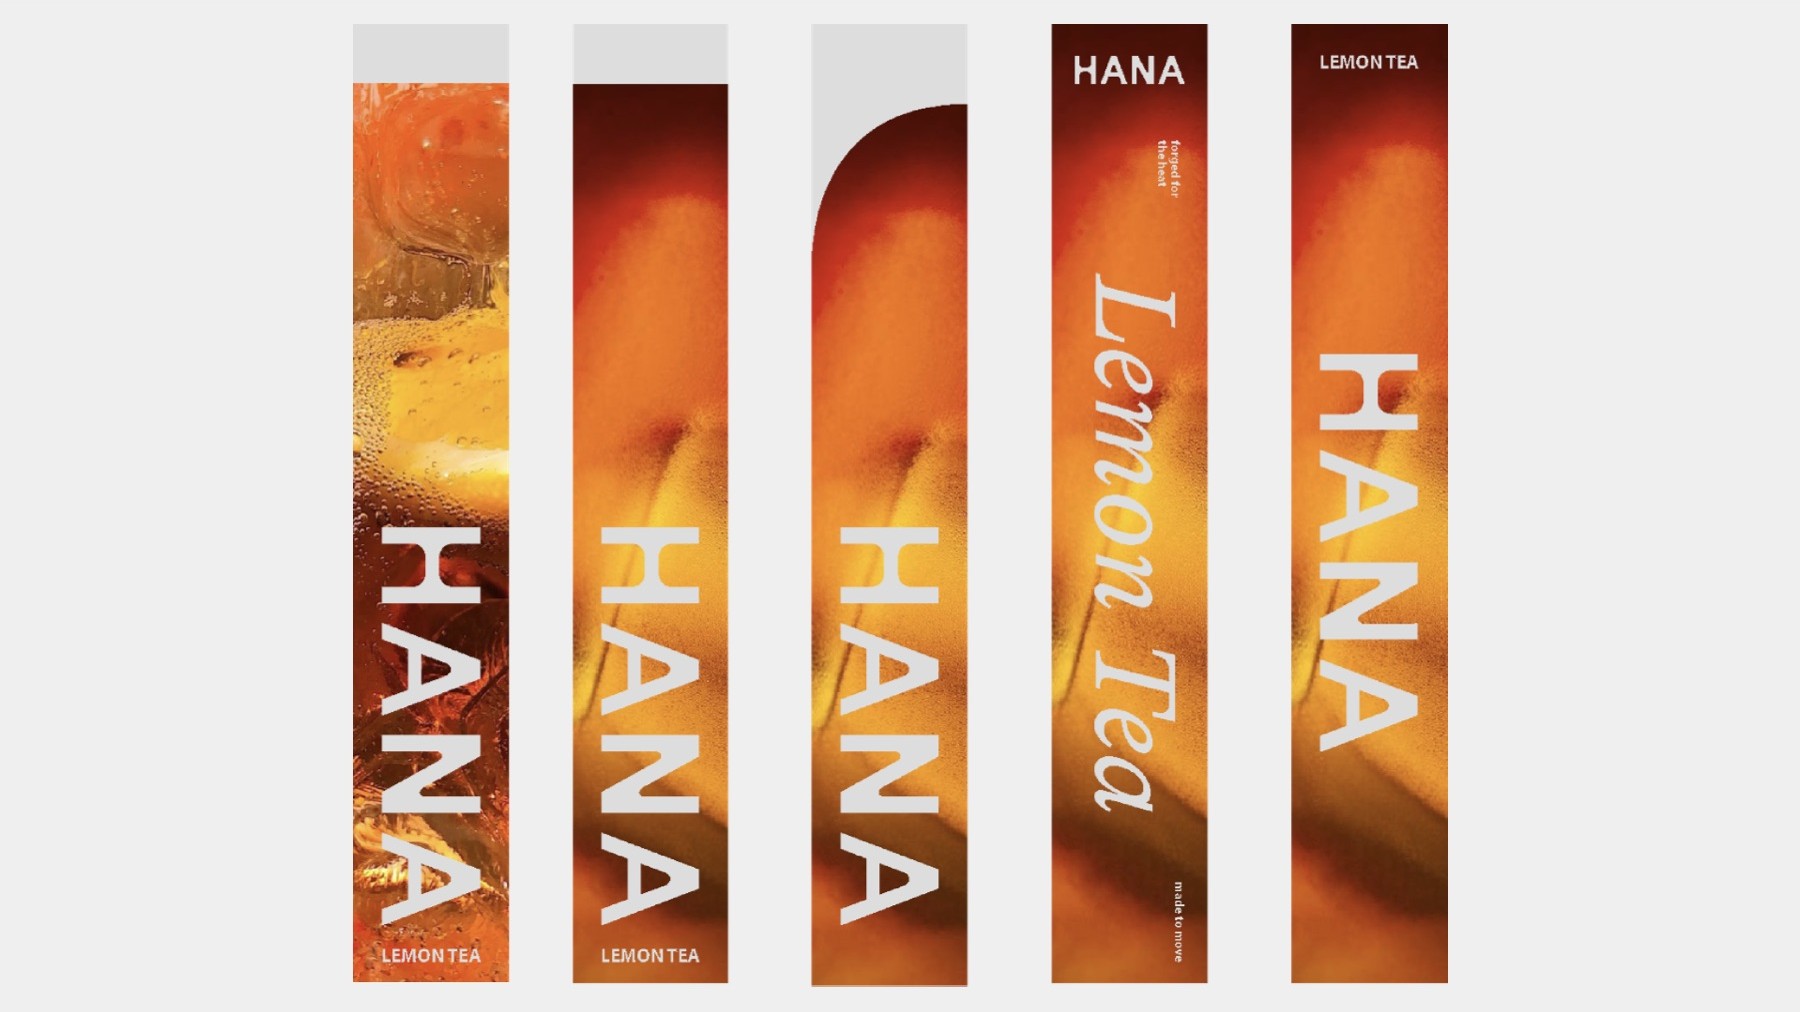 HANA
LEMON TEA
HANA
LEMON TEA
HANA
HANA
forged for
the heat
Lemon Tea
made to move
LEMON TEA
HANA